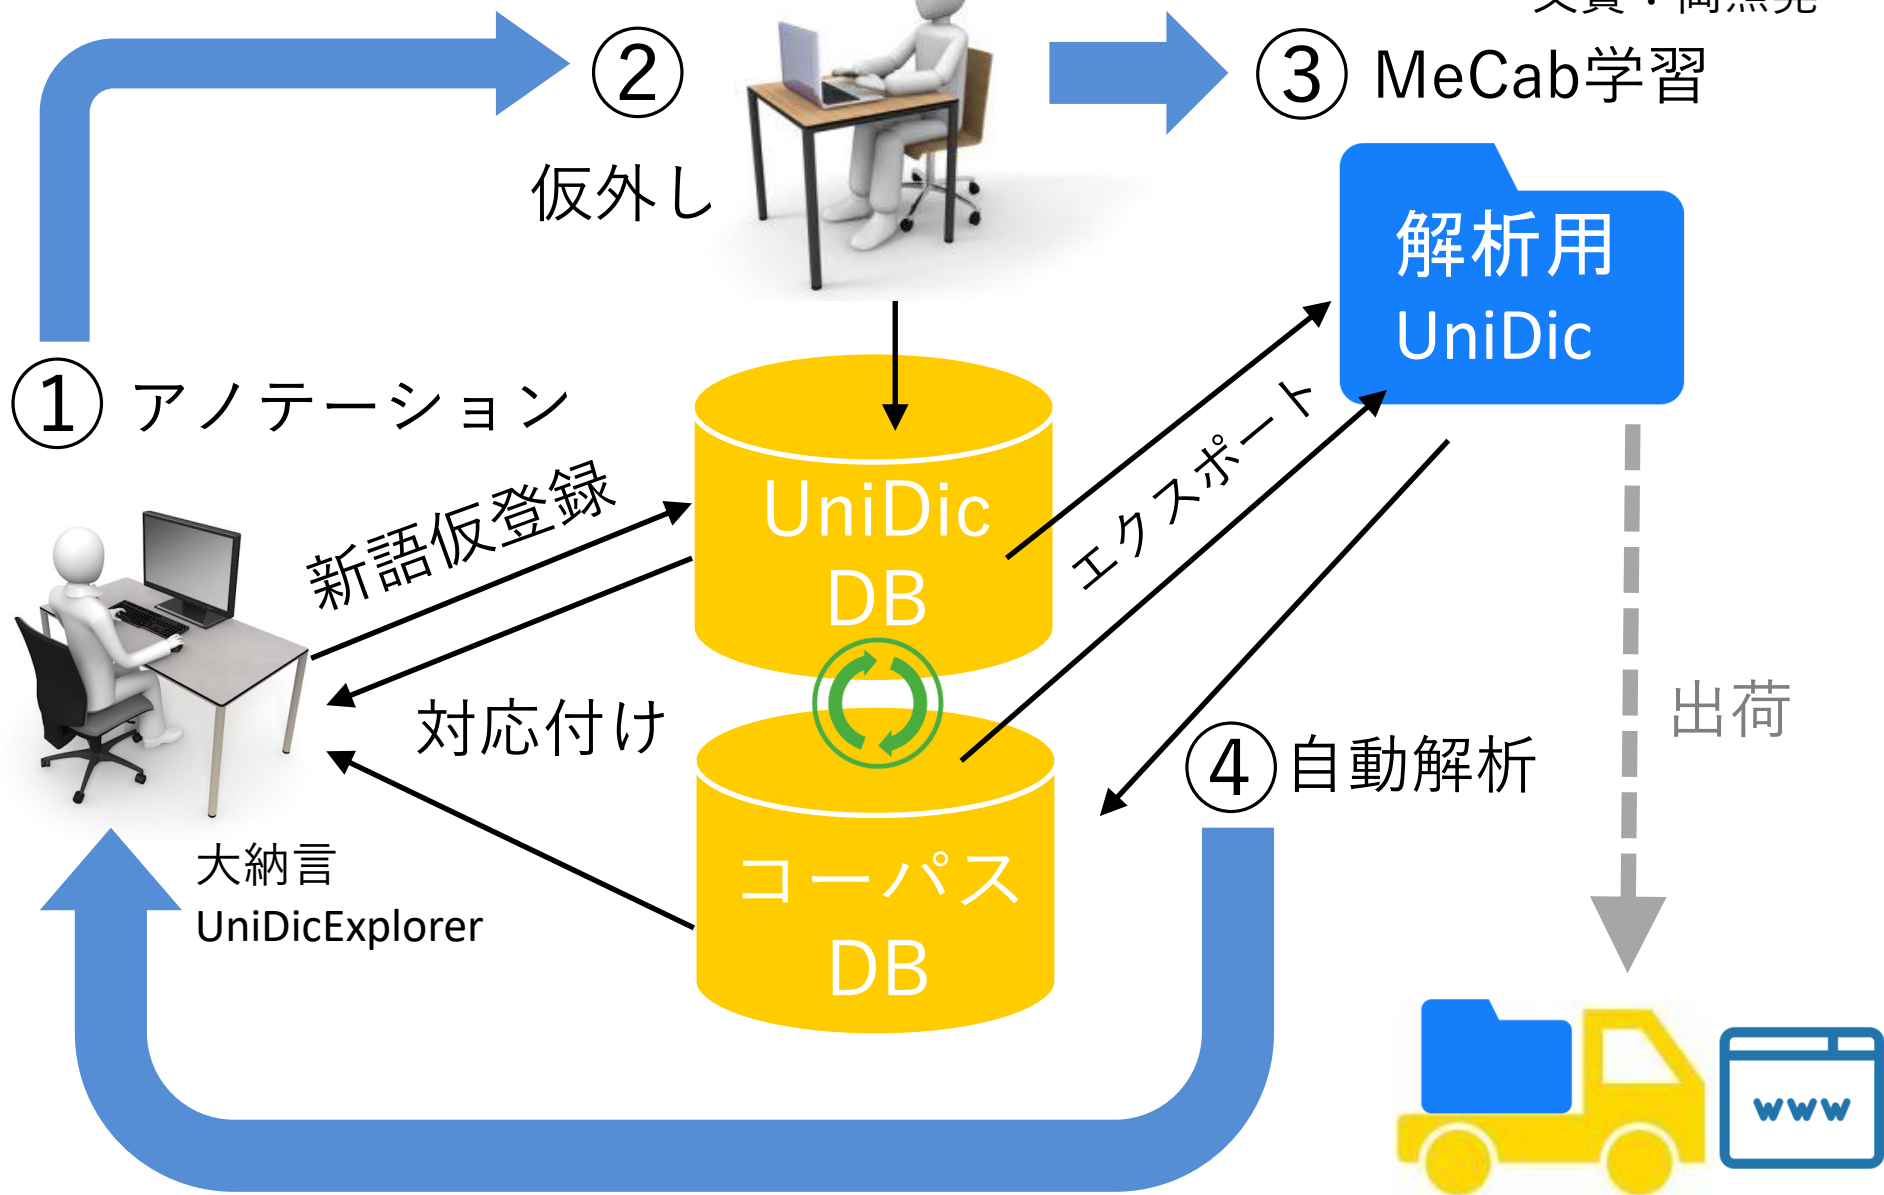 ②
③ MeCab学習
仮外し
解析用
UniDic
① アノテーション
エクスポート
新語仮登録
UniDic
DB
対応付け
出荷
④自動解析
大納言
UniDicExplorer
コーパス
DB
www